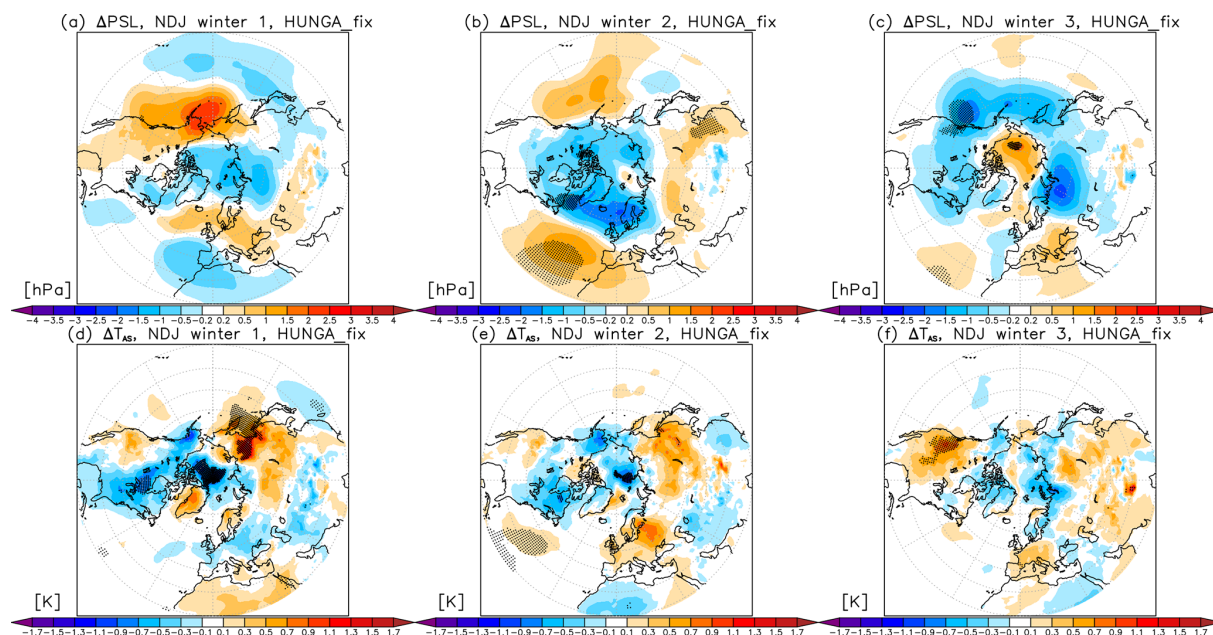 (a) ΔPSL, NDJ winter 1, HUNGA_fix
(b) ΔPSL, NDJ winter 2, HUNGA_fix
(c) ΔPSL, NDJ winter 3, HUNGA_fix
[hPa]
-4 -3.5 -3 -2.5 -2 -1.5 -1 -0.5 -0.2 0.2 0.5 1 1.5 2 2.5 3 3.5 4
[hPa]
-4 -3.5 -3 -2.5 -2 -1.5 -1 -0.5 -0.2 0.2 0.5 1 1.5 2 2.5 3 3.5 4
[hPa]
-4 -3.5 -3 -2.5 -2 -1.5 -1 -0.5 -0.2 0.2 0.5 1 1.5 2 2.5 3 3.5 4
(d) ΔTAS, NDJ winter 1, HUNGA_fix
(e) ΔTAS, NDJ winter 2, HUNGA_fix
(f) ΔTAS, NDJ winter 3, HUNGA_fix
[K]
-1.7 -1.5 -1.3 -1.1 -0.9 -0.7 -0.5 -0.3 -0.1 0.1 0.3 0.5 0.7 0.9 1.1 1.3 1.5 1.7
[K]
-1.7 -1.5 -1.3 -1.1 -0.9 -0.7 -0.5 -0.3 -0.1 0.1 0.3 0.5 0.7 0.9 1.1 1.3 1.5 1.7
[K]
-1.7 -1.5 -1.3 -1.1 -0.9 -0.7 -0.5 -0.3 -0.1 0.1 0.3 0.5 0.7 0.9 1.1 1.3 1.5 1.7